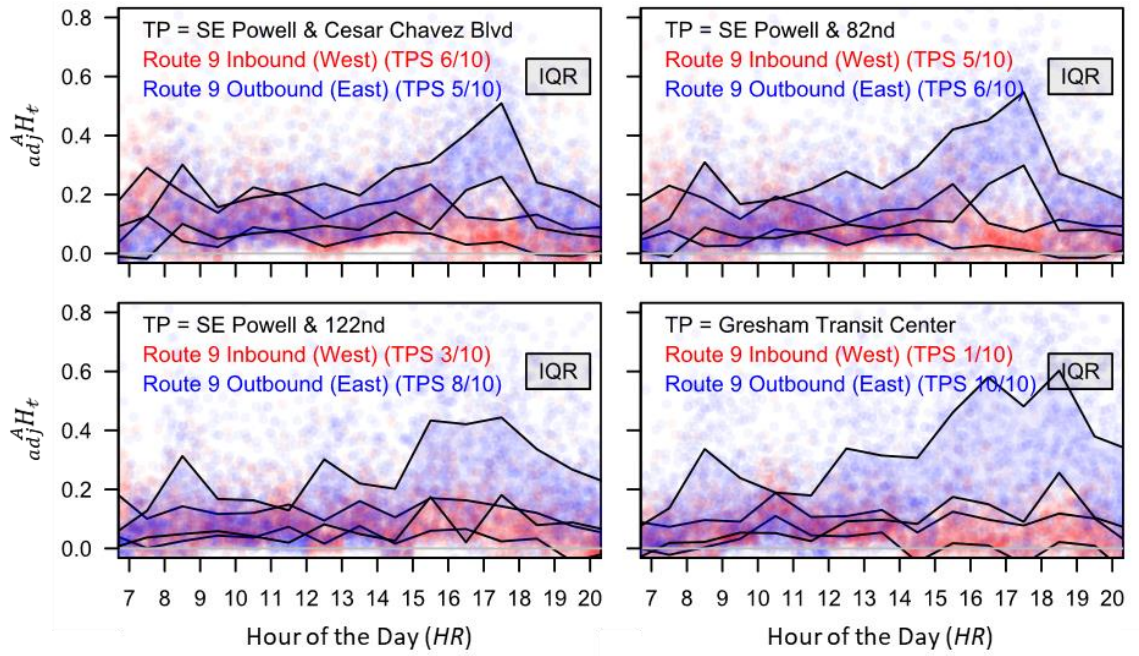 TP = SE Powell & Cesar Chavez Blvd
Route 9 Inbound (West) (TPS 6/10)
Route 9 Outbound (East) (TPS 5/10)
IQR
0.8
0.6
0.4
0.2
0.0
A adj H t
TP = SE Powell & 82nd
Route 9 Inbound (West) (TPS 5/10)
Route 9 Outbound (East) (TPS 6/10)
IQR
TP = SE Powell & 122nd
Route 9 Inbound (West) (TPS 3/10)
Route 9 Outbound (East) (TPS 8/10)
IQR
0.8
0.6
0.4
0.2
0.0
A adj H t
7 8 9 10 11 12 13 14 15 16 17 18 19 20
Hour of the Day (HR)
TP = Gresham Transit Center
Route 9 Inbound (West) (TPS 1/10)
Route 9 Outbound (East) (TPS 10/10)
IQR
7 8 9 10 11 12 13 14 15 16 17 18 19 20
Hour of the Day (HR)